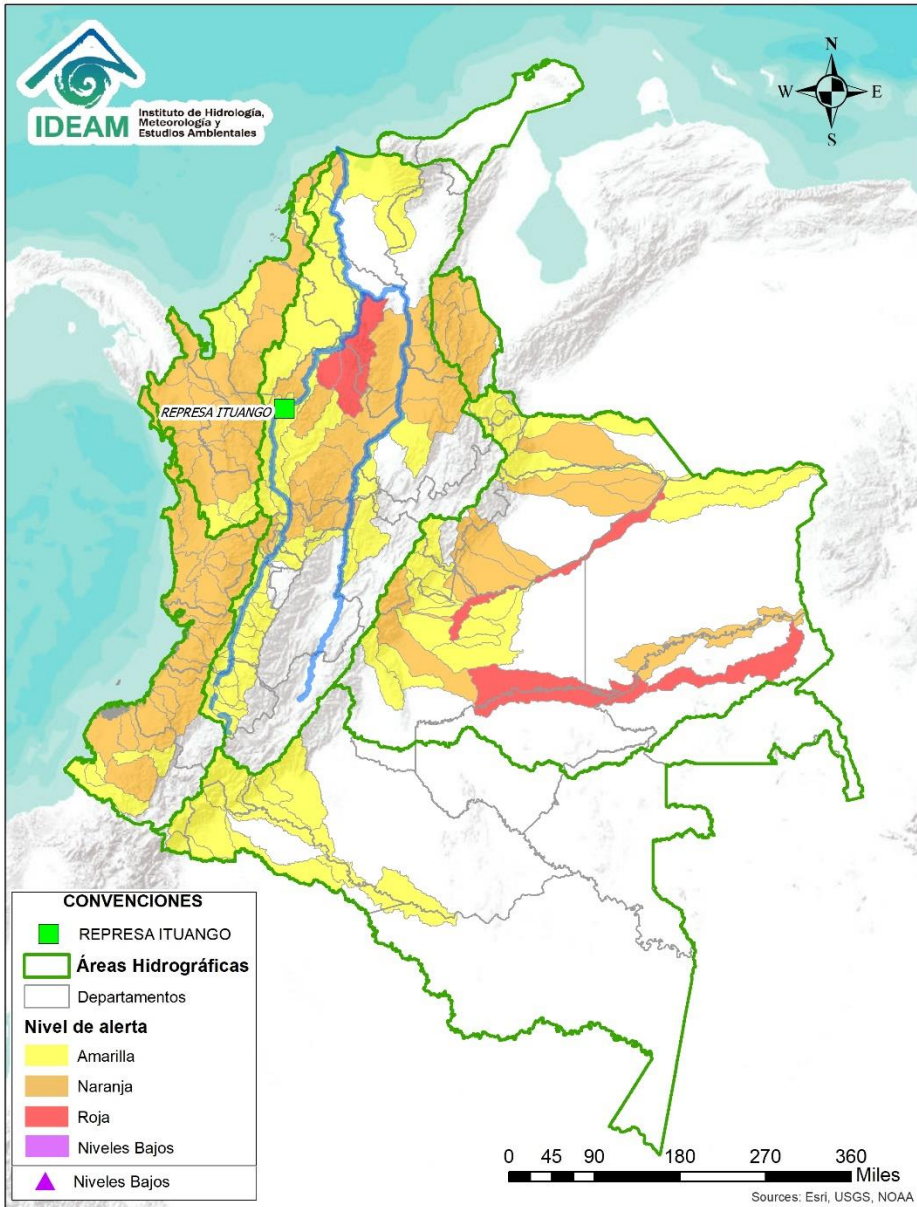 IDEAM
Instituto de Hidrología,
Meteorología y
Estudios Ambientales
N
W
E
S
REPRESA ITUANGO
CONVENCIONES
REPRESA ITUANGO
Áreas Hidrográficas
Departamentos
Nivel de alerta
Amarilla
Naranja
Roja
Niveles Bajos
Niveles Bajos
0 45 90 180 270 360
Miles
Sources: Esri, USGS, NOAA